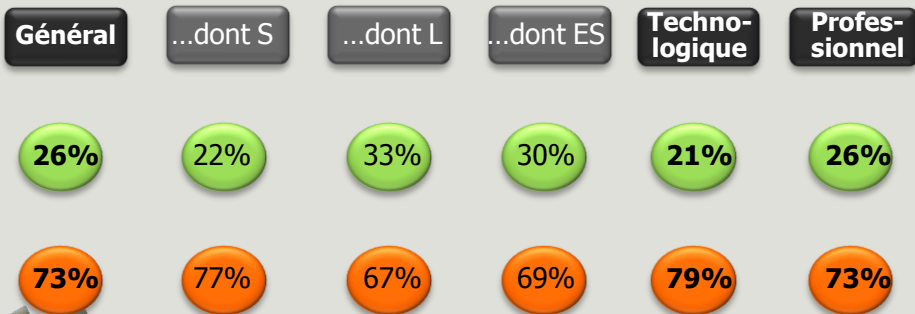 Général ...dont S ...dont L ...dont ES Techno-
logique Profes-
sionnel
26% 22% 33% 30% 21% 26%
73% 77% 67% 69% 79% 73%